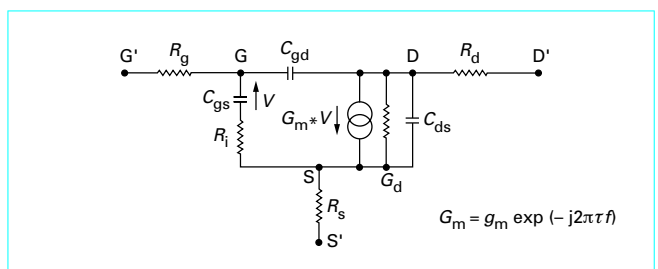 G' R_g G C_gd D R_d D'
C_gs V G_m*V C_ds
R_i
S G_d
R_s
S'
G_m = g_m exp (– j2πτf)